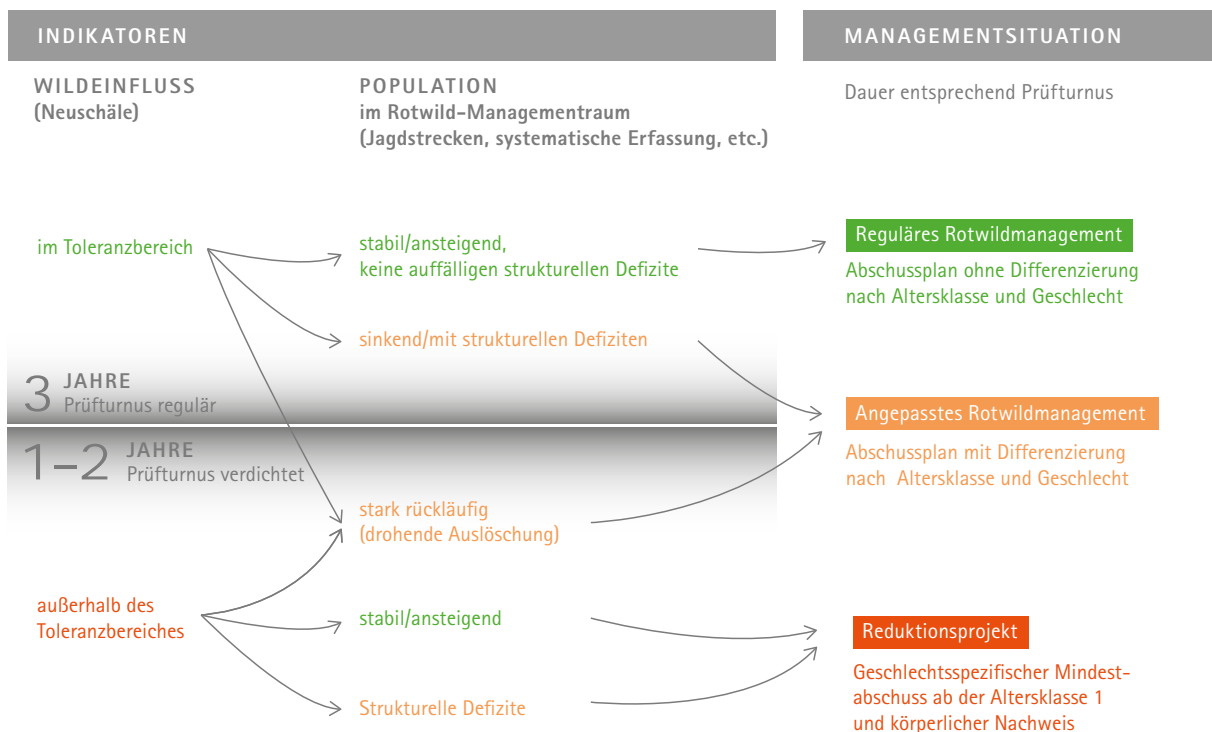 INDIKATOREN
MANAGEMENTSITUATION
WILDEINFLUSS
(Neuschäle)
POPULATION
im Rotwild-Managementraum
(Jagdstrecken, systematische Erfassung, etc.)
Dauer entsprechend Prüfturnus
im Toleranzbereich
stabil/ansteigend,
keine auffälligen strukturellen Defizite
Reguläres Rotwildmanagement
Abschussplan ohne Differenzierung
nach Altersklasse und Geschlecht
sinkend/mit strukturellen Defiziten
3 JAHRE
Prüfturnus regulär
Angepasstes Rotwildmanagement
Abschussplan mit Differenzierung
nach Altersklasse und Geschlecht
1–2 JAHRE
Prüfturnus verdichtet
stark rückläufig
(drohende Auslöschung)
außerhalb des
Toleranzbereiches
stabil/ansteigend
Strukturelle Defizite
Reduktionsprojekt
Geschlechtsspezifischer Mindest-
abschuss ab der Altersklasse 1
und körperlicher Nachweis